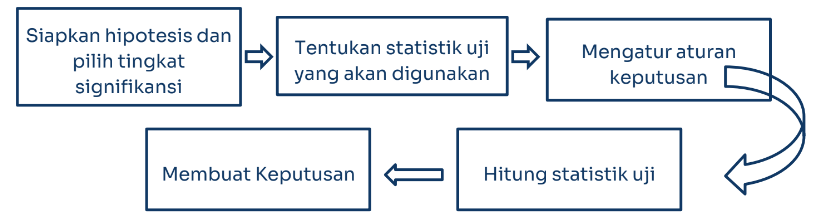 Siapkan hipotesis dan
pilih tingkat
signifikansi
Tentukan statistik uji
yang akan digunakan
Mengatur aturan
keputusan
Hitung statistik uji
Membuat Keputusan